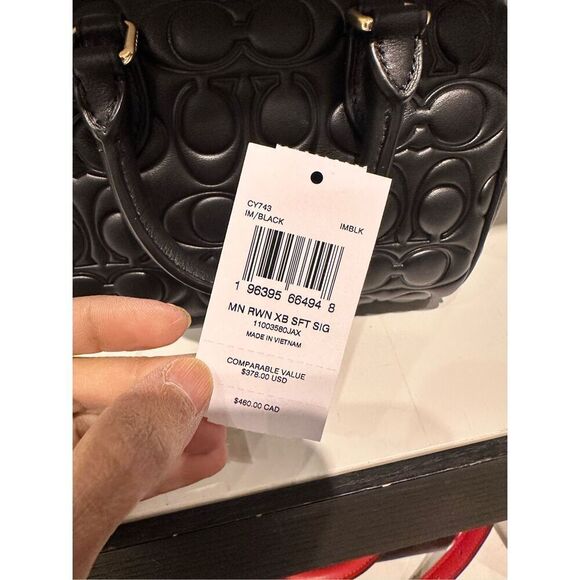 CY743
IM/BLACK
IMBLK
1 96395 66494 8
MN RWN XB SFT SIG
11003580JAX
MADE IN VIETNAM
COMPARABLE VALUE
$378.00 USD
$460.00 CAD